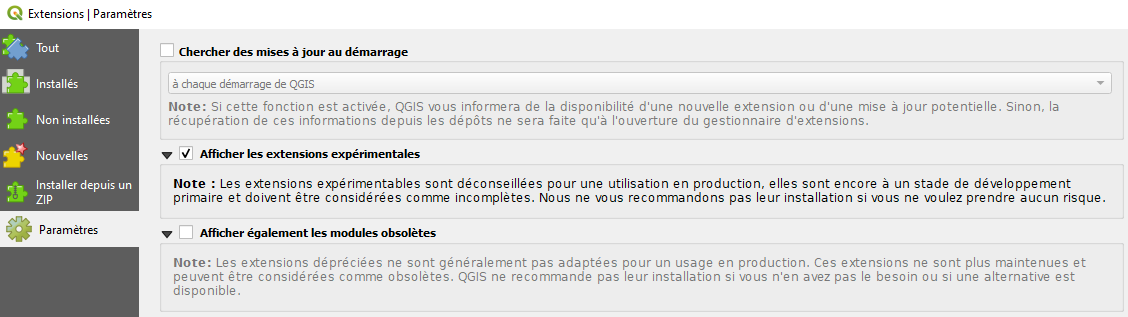 Extensions | Paramètres
Tout
Installés
Non installées
Nouvelles
Installer depuis un
ZIP
Paramètres
Chercher des mises à jour au démarrage
à chaque démarrage de QGIS
Note: Si cette fonction est activée, QGIS vous informera de la disponibilité d'une nouvelle extension ou d'une mise à jour potentielle. Sinon, la
récupération de ces informations depuis les dépôts ne sera faite qu'à l'ouverture du gestionnaire d'extensions.
Afficher les extensions expérimentales
Note : Les extensions expérimentables sont déconseillées pour une utilisation en production, elles sont encore à un stade de développement
primaire et doivent être considérées comme incomplètes. Nous ne vous recommandons pas leur installation si vous ne voulez prendre aucun risque.
Afficher également les modules obsolètes
Note: Les extensions dépréciées ne sont généralement pas adaptées pour un usage en production. Ces extensions ne sont plus maintenues et
peuvent être considérées comme obsolètes. QGIS ne recommande pas leur installation si vous n'en avez pas le besoin ou si une alternative est
disponible.